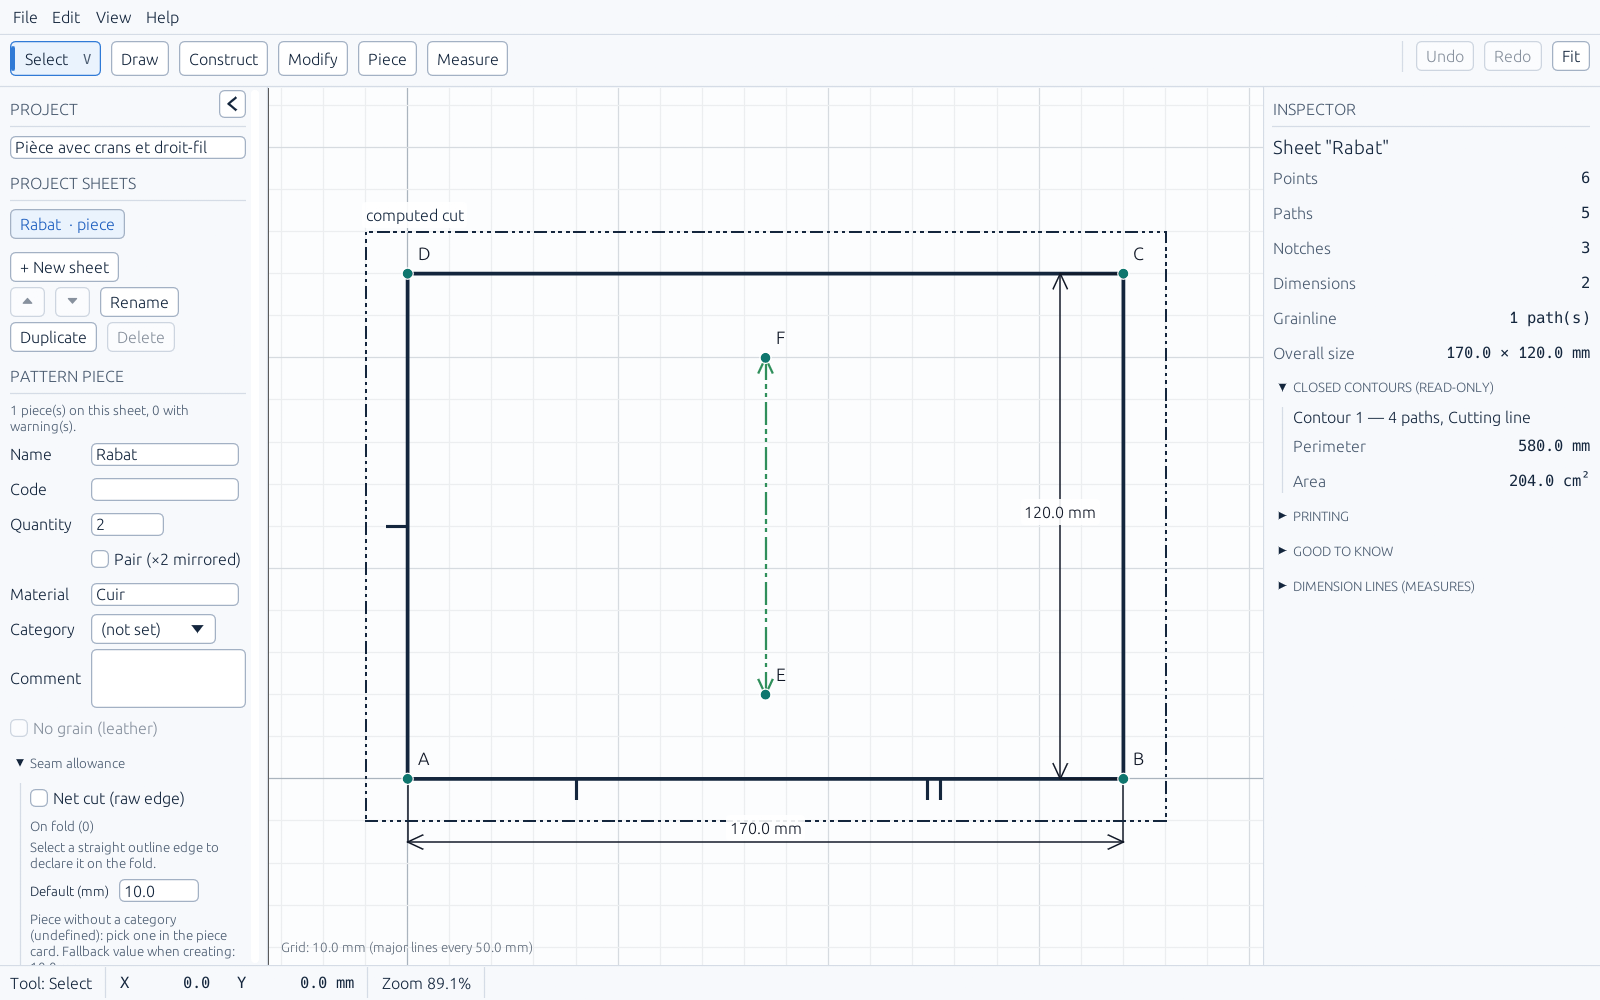 File Edit View Help
Select V Draw Construct Modify Piece Measure Undo Redo Fit
PROJECT
Pièce avec crans et droit-fil
PROJECT SHEETS
Rabat · piece
+ New sheet
Rename
Duplicate Delete
PATTERN PIECE
1 piece(s) on this sheet, 0 with
warning(s).
Name Rabat
Code
Quantity 2
Pair (×2 mirrored)
Material Cuir
Category (not set)
Comment
No grain (leather)
Seam allowance
Net cut (raw edge)
On fold (0)
Select a straight outline edge to
declare it on the fold.
Default (mm) 10.0
Piece without a category
(undefined): pick one in the piece
card. Fallback value when creating:
computed cut
D
C
F
120.0 mm
E
A
B
170.0 mm
Grid: 10.0 mm (major lines every 50.0 mm)
INSPECTOR
Sheet "Rabat"
Points 6
Paths 5
Notches 3
Dimensions 2
Grainline 1 path(s)
Overall size 170.0 × 120.0 mm
CLOSED CONTOURS (READ-ONLY)
Contour 1 — 4 paths, Cutting line
Perimeter 580.0 mm
Area 204.0 cm²
PRINTING
GOOD TO KNOW
DIMENSION LINES (MEASURES)
Tool: Select X 0.0 Y 0.0 mm Zoom 89.1%